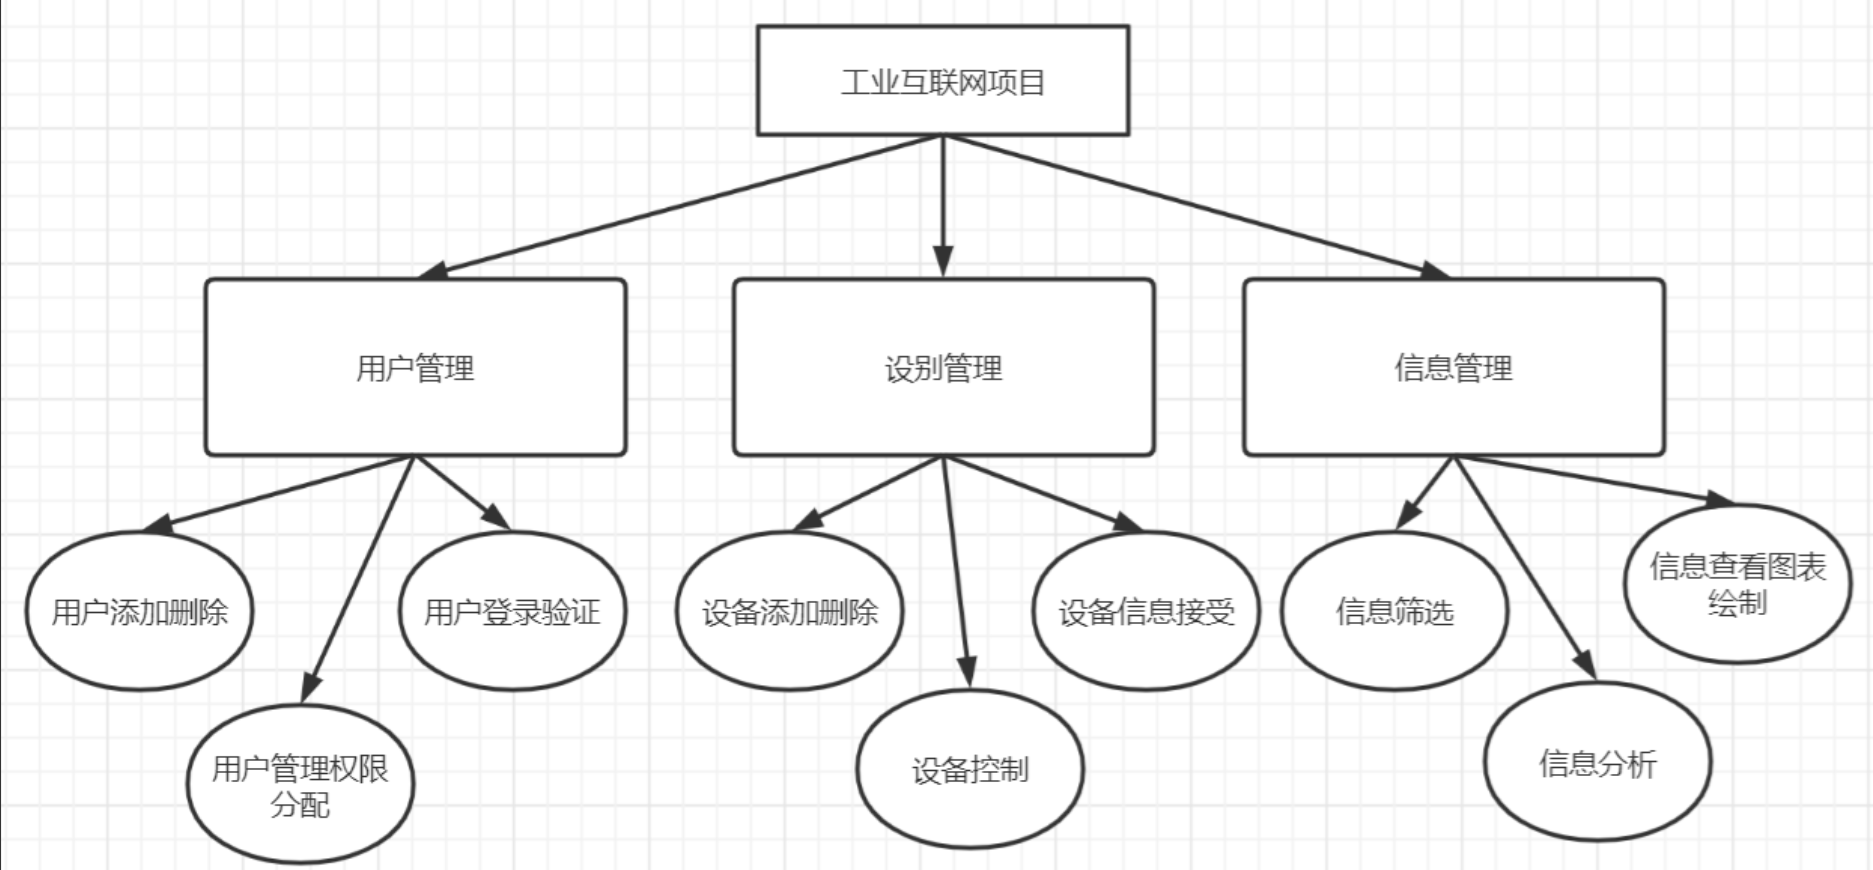 工业互联网项目
用户管理
设别管理
信息管理
用户添加删除
用户登录验证
设备添加删除
设备信息接受
信息筛选
信息查看图表
绘制
用户管理权限
分配
设备控制
信息分析